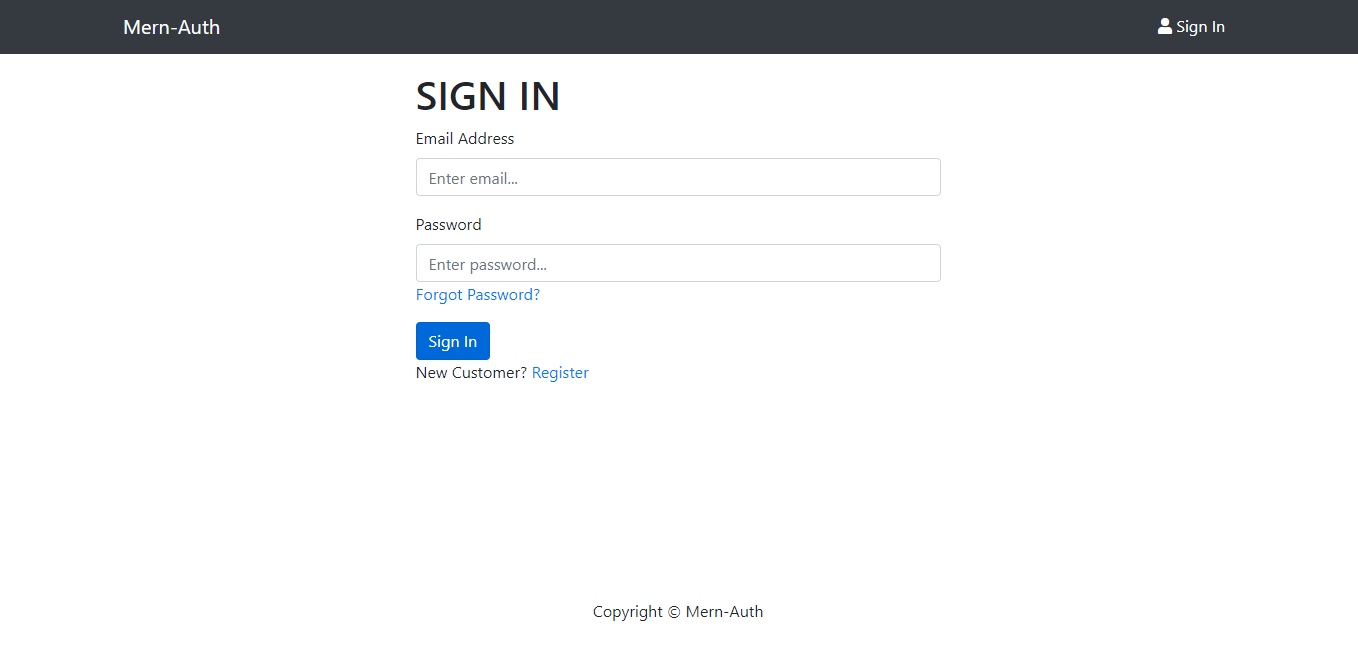 Mern-Auth
Sign In
SIGN IN
Email Address
Enter email...
Password
Enter password...
Forgot Password?
Sign In
New Customer? Register
Copyright © Mern-Auth